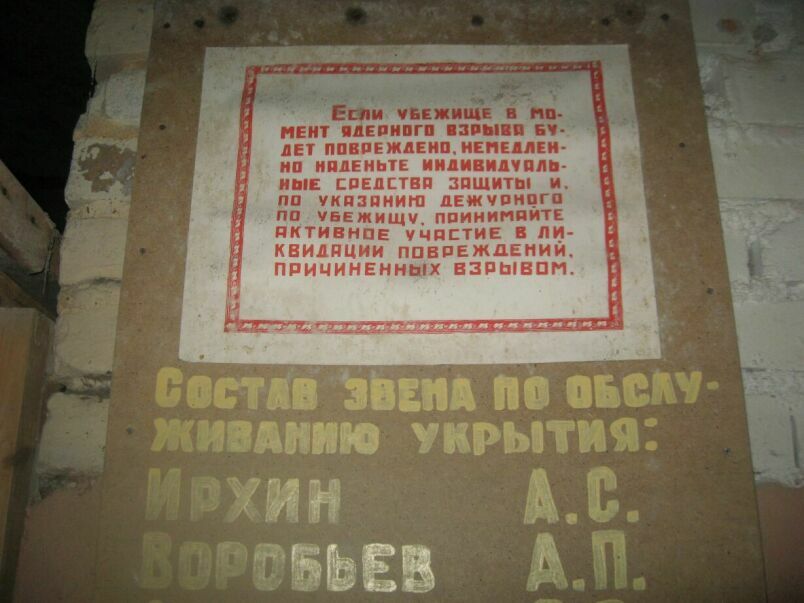 Если убежище в мо-
мент ядерного взрыва бу-
дет повреждено, немедлен-
но наденьте индивидуаль-
ные средства защиты и,
по указанию дежурного
по убежищу, принимайте
активное участие в ли-
квидации повреждений,
причиненных взрывом.
Состав звена по обслу-
живанию укрытия:
Ирхин А.С.
Воробьев А.П.